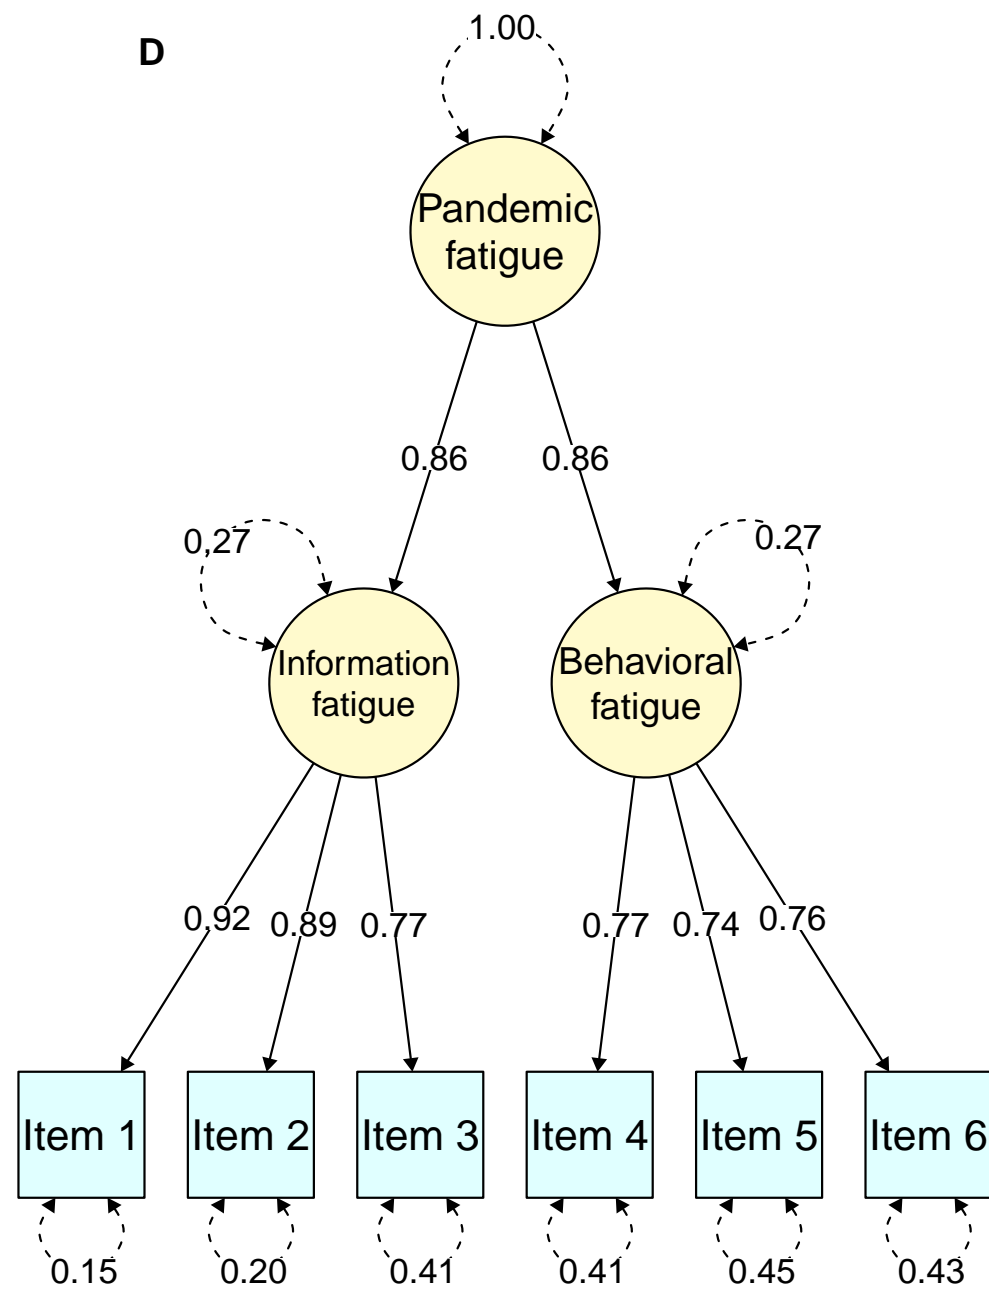 D
1.00
Pandemic
fatigue
0.86
0.86
0,27
0.27
Information
fatigue
Behavioral
fatigue
0.92
0.89
0.77
0.77
0.74
0.76
Item 1
Item 2
Item 3
Item 4
Item 5
Item 6
0.15
0.20
0.41
0.41
0.45
0.43